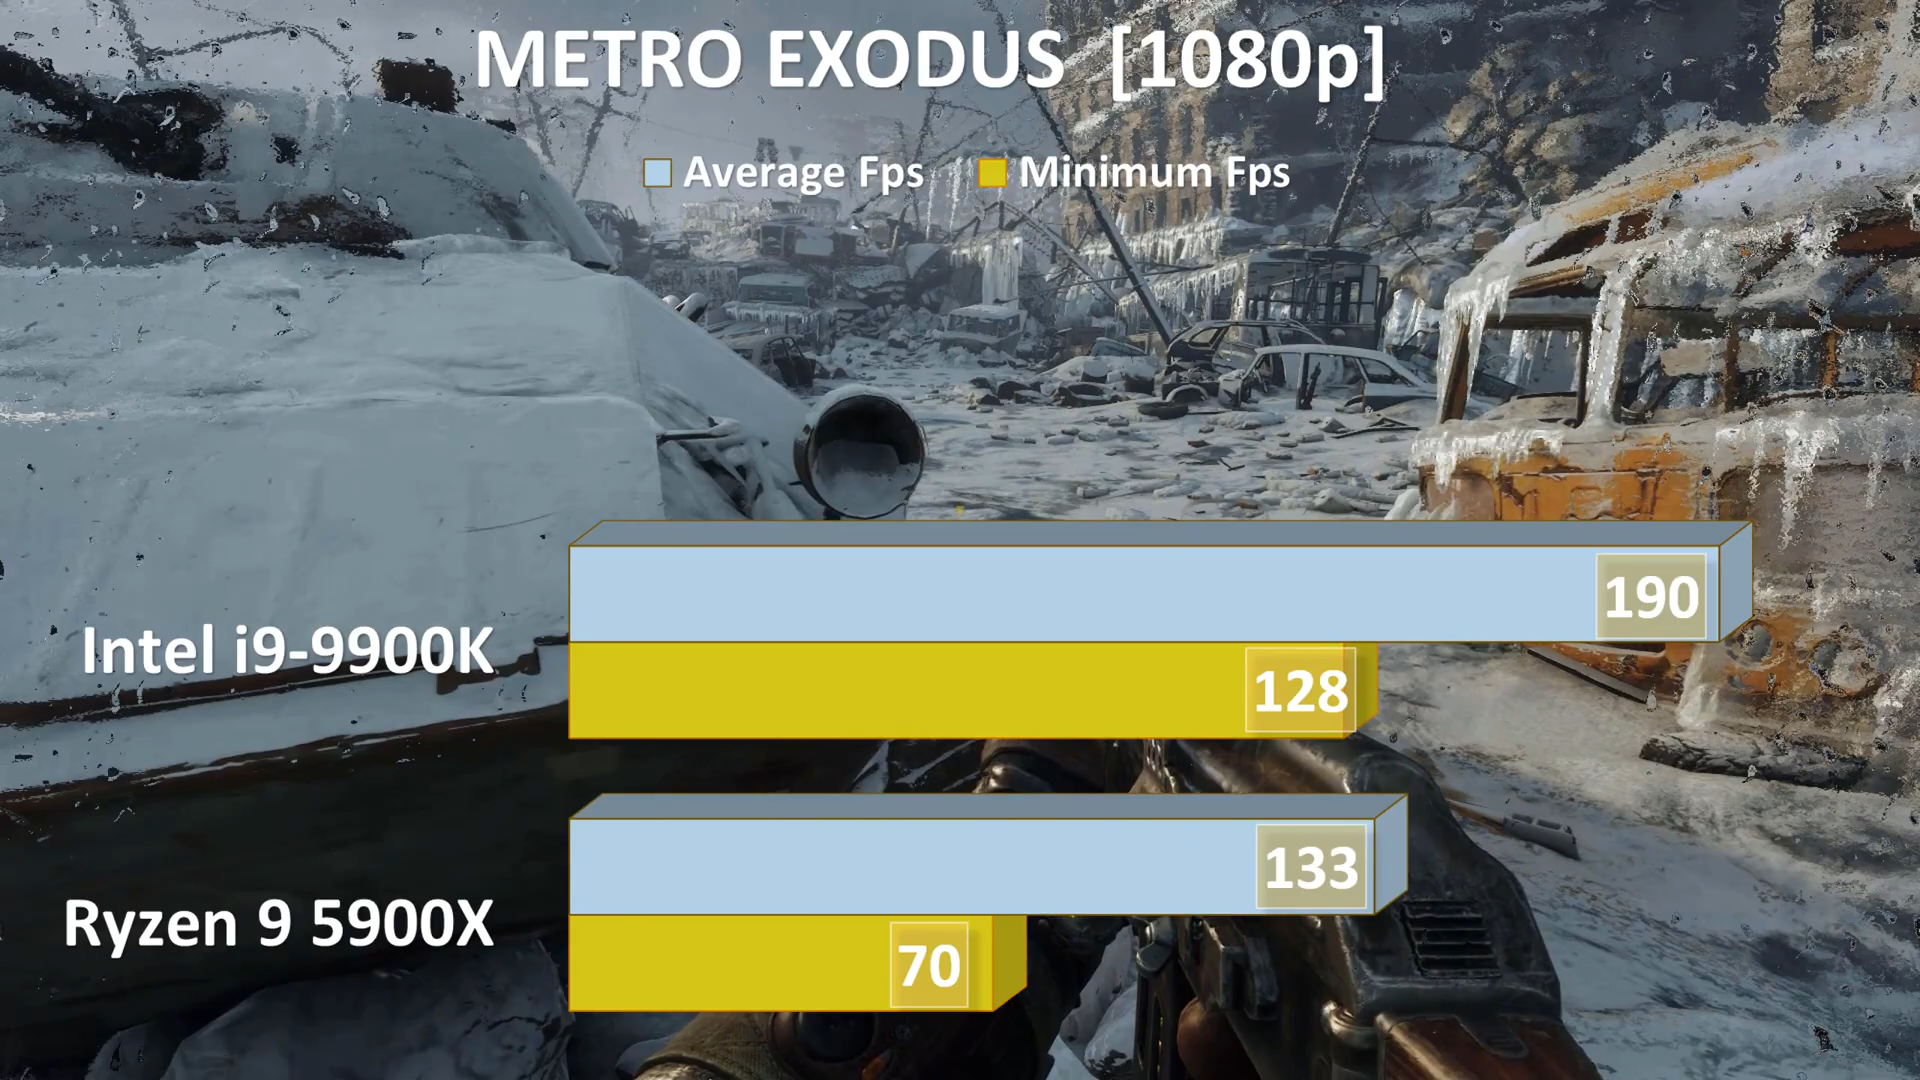 METRO EXODUS [1080p]
Average Fps Minimum Fps
190
Intel i9-9900K
128
133
Ryzen 9 5900X
70